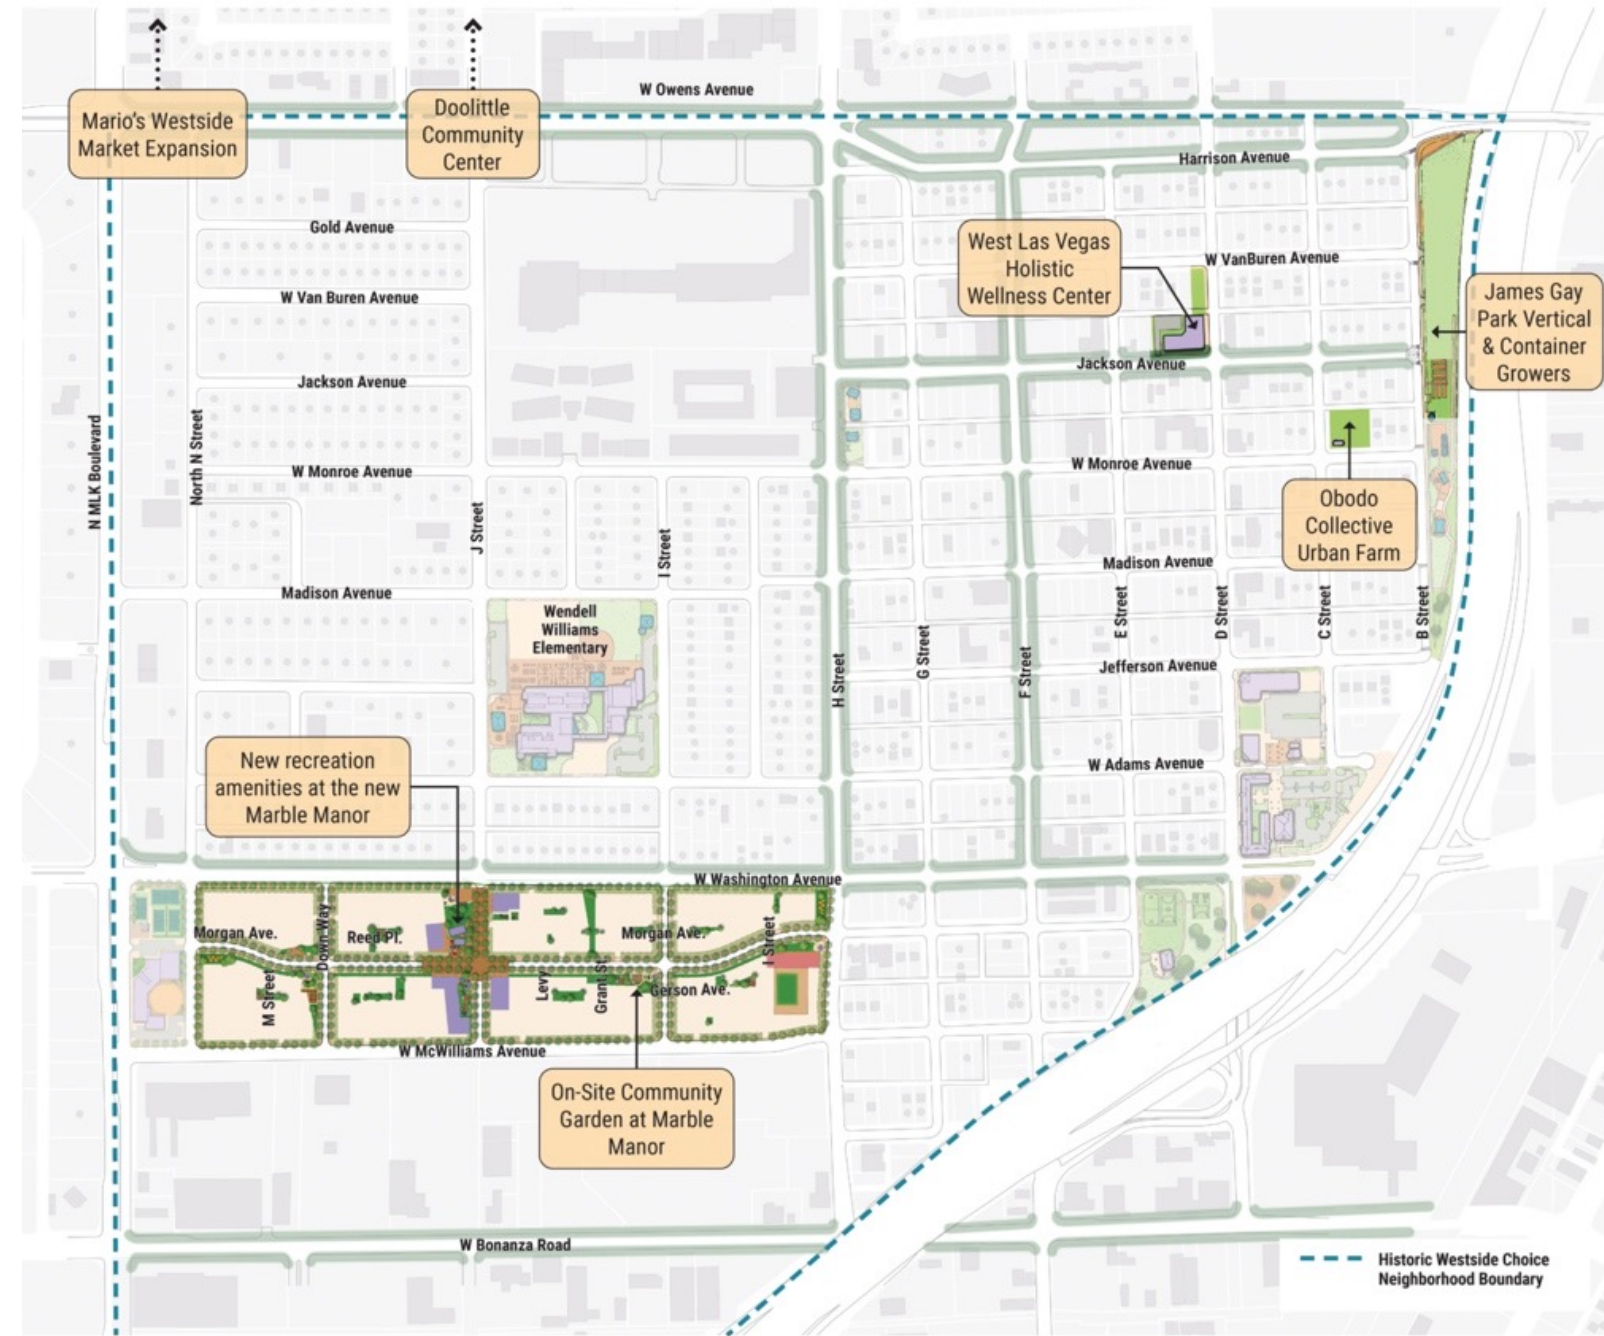 W Owens Avenue
Mario's Westside
Market Expansion
Doolittle
Community
Center
Harrison Avenue
Gold Avenue
West Las Vegas
Holistic
Wellness Center
W VanBuren Avenue
W Van Buren Avenue
James Gay
Park Vertical
& Container
Growers
Jackson Avenue
Jackson Avenue
N MLK Boulevard
North N Street
W Monroe Avenue
W Monroe Avenue
J Street
I Street
Obodo
Collective
Urban Farm
Madison Avenue
Madison Avenue
Wendell
Williams
Elementary
H Street
G Street
F Street
E Street
D Street
C Street
B Street
Jefferson Avenue
New recreation
amenities at the new
Marble Manor
W Adams Avenue
W Washington Avenue
Morgan Ave.
Down Way
Reed Pl.
Morgan Ave.
I Street
M Street
Levy
Grant St.
Gerson Ave.
W McWilliams Avenue
On-Site Community
Garden at Marble
Manor
W Bonanza Road
Historic Westside Choice
Neighborhood Boundary